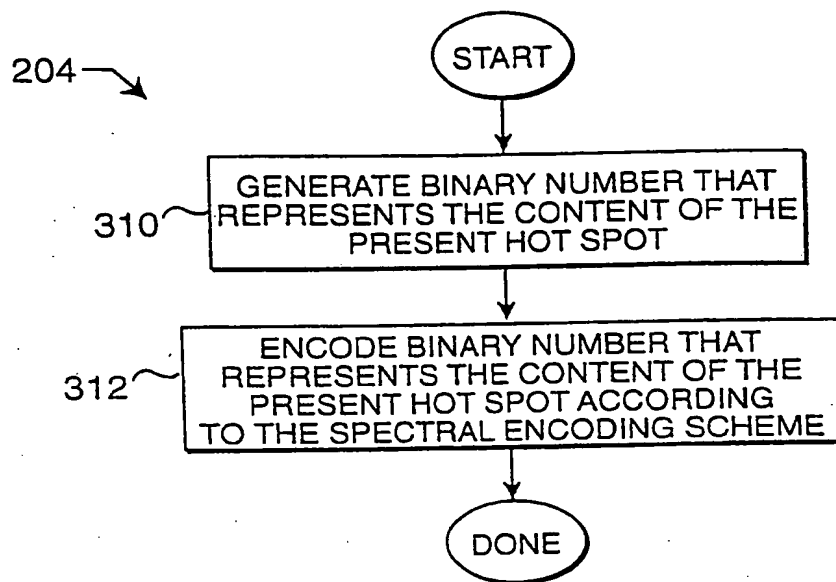 START
204
GENERATE BINARY NUMBER THAT
REPRESENTS THE CONTENT OF THE
PRESENT HOT SPOT
310
ENCODE BINARY NUMBER THAT
REPRESENTS THE CONTENT OF THE
PRESENT HOT SPOT ACCORDING
TO THE SPECTRAL ENCODING SCHEME
312
DONE